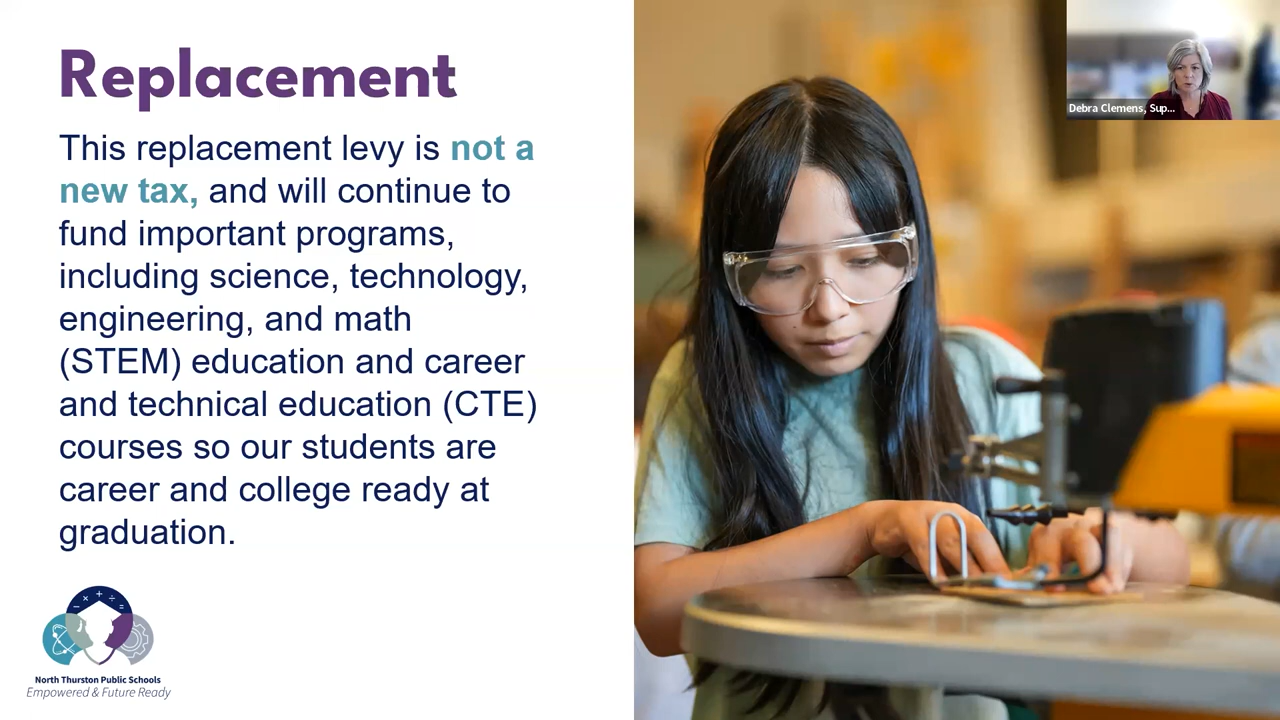 Replacement
This replacement levy is not a
new tax, and will continue to
fund important programs,
including science, technology,
engineering, and math
(STEM) education and career
and technical education (CTE)
courses so our students are
career and college ready at
graduation.
North Thurston Public Schools
Empowered & Future Ready
Debra Clemens, Sup...